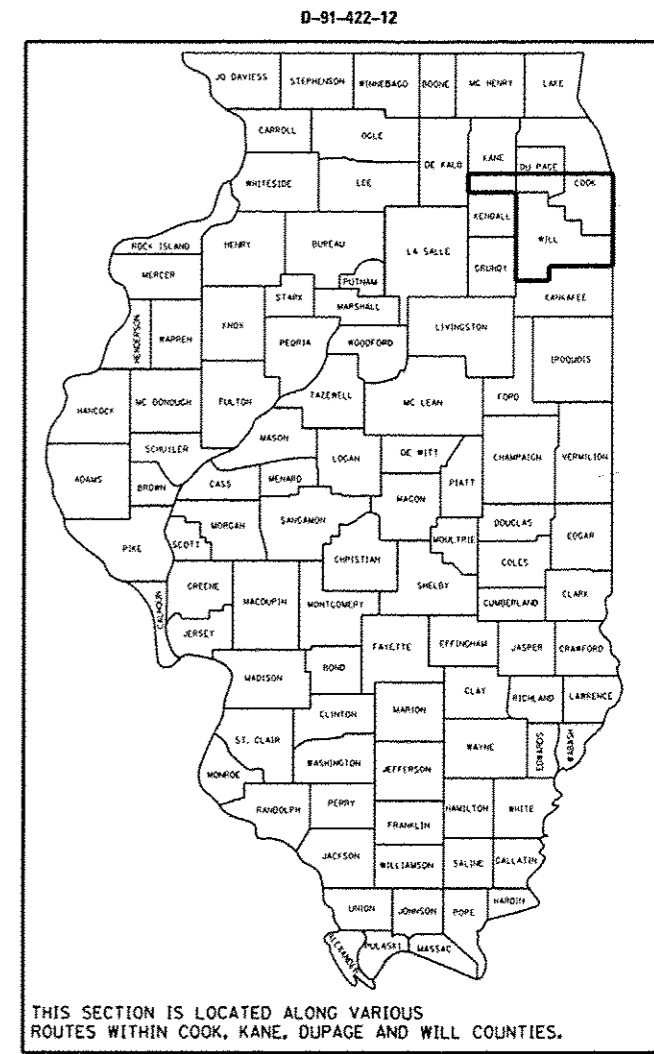 D-91-422-12
JO DAVIESS STEPHENSON WINNEBAGO BOONE MC HENRY LAKE
CARROLL OGLE
DE KALB KANE DU PAGE COOK
WHITESIDE LEE
KENDALL
ROCK ISLAND HENRY BUREAU LA SALLE GRUNDY WILL
MERCER PUTNAM
KANKAKEE
HENDERSON WARREN KNOX STARK MARSHALL LIVINGSTON
PEORIA WOODFORD IROQUOIS
HANCOCK MC DONOUGH FULTON TAZEWELL MC LEAN FORD
MASON
SCHUYLER LOGAN DE WITT CHAMPAIGN VERMILION
ADAMS BROWN CASS MENARD PIATT
MACON
MORGAN SANGAMON DOUGLAS
PIKE SCOTT MOULTRIE EDGAR
CHRISTIAN COLES
GREENE SHELBY
CALHOUN MACOUPIN MONTGOMERY CUMBERLAND CLARK
JERSEY
FAYETTE EFFINGHAM JASPER CRAWFORD
BOND
MADISON CLAY
MARION RICHLAND LAWRENCE
CLINTON
ST. CLAIR WAYNE EDWARDS WABASH
WASHINGTON JEFFERSON
MONROE
RANDOLPH PERRY HAMILTON WHITE
FRANKLIN
JACKSON WILLIAMSON SALINE GALLATIN
UNION JOHNSON POPE HARDIN
ALEXANDER PULASKI MASSAC
THIS SECTION IS LOCATED ALONG VARIOUS
ROUTES WITHIN COOK, KANE, DUPAGE AND WILL COUNTIES.